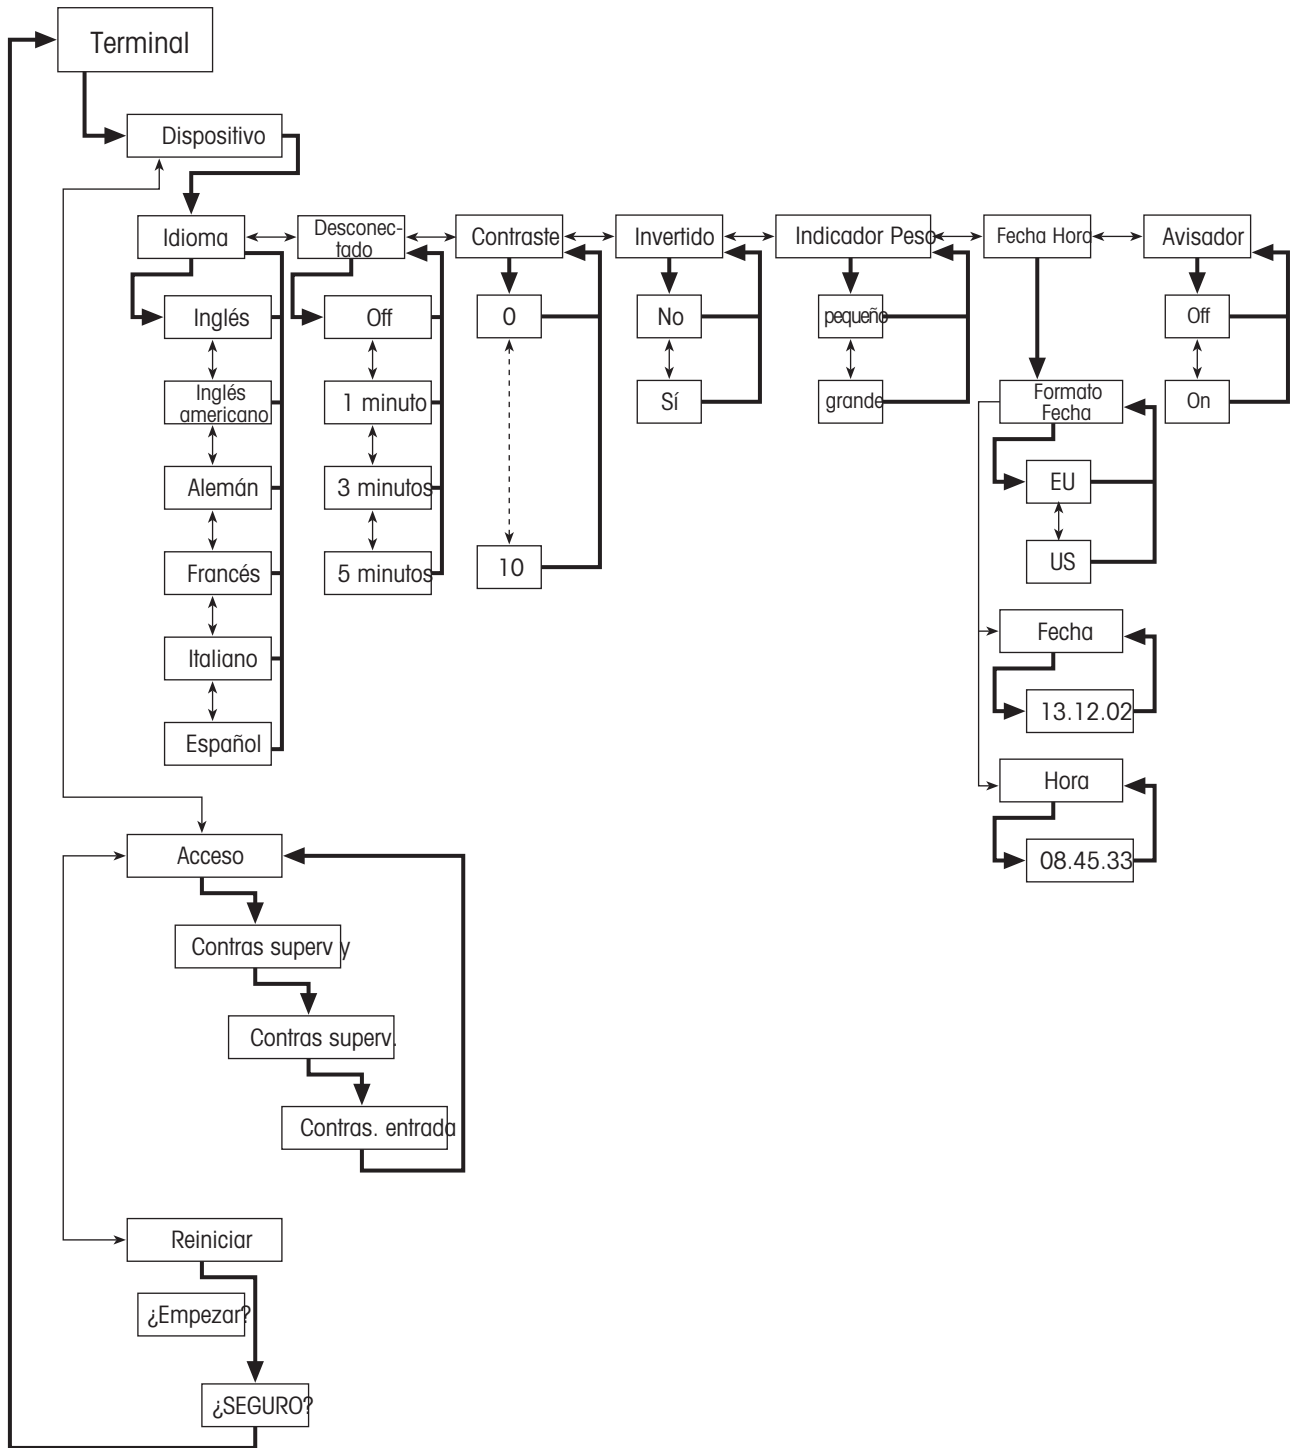 Terminal
Dispositivo
Idioma
Desconec-
tado
Contraste
Invertido
Indicador Peso
Fecha Hora
Avisador
Inglés
Off
0
No
pequeño
Off
Inglés
americano
1 minuto
Sí
grande
Formato
Fecha
On
Alemán
3 minutos
EU
Francés
5 minutos
10
US
Italiano
Fecha
Español
13.12.02
Hora
Acceso
08.45.33
Contras superv y
Contras superv.
Contras. entrada
Reiniciar
¿Empezar?
¿SEGURO?